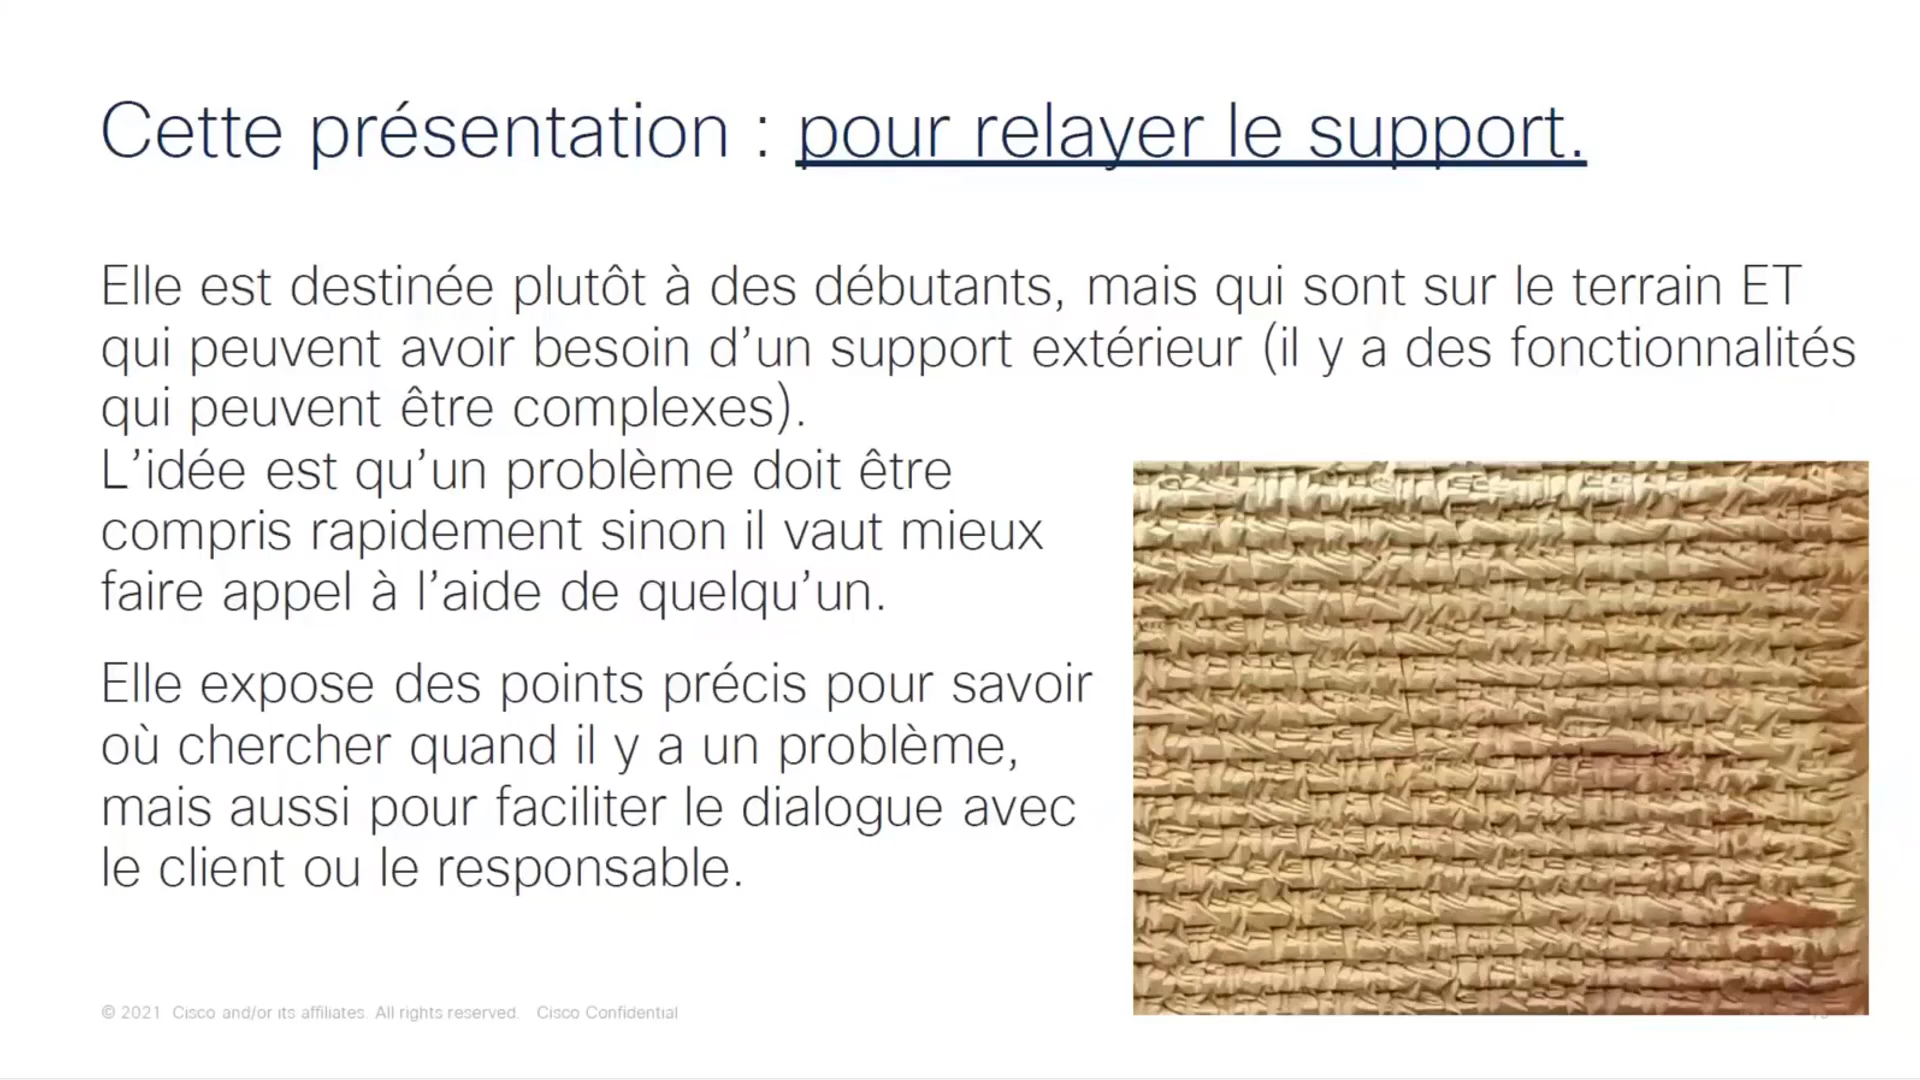 Cette présentation : pour relayer le support.
Elle est destinée plutôt à des débutants, mais qui sont sur le terrain ET
qui peuvent avoir besoin d’un support extérieur (il y a des fonctionnalités
qui peuvent être complexes).
L’idée est qu’un problème doit être
compris rapidement sinon il vaut mieux
faire appel à l’aide de quelqu’un.
Elle expose des points précis pour savoir
où chercher quand il y a un problème,
mais aussi pour faciliter le dialogue avec
le client ou le responsable.
© 2021 Cisco and/or its affiliates. All rights reserved. Cisco Confidential